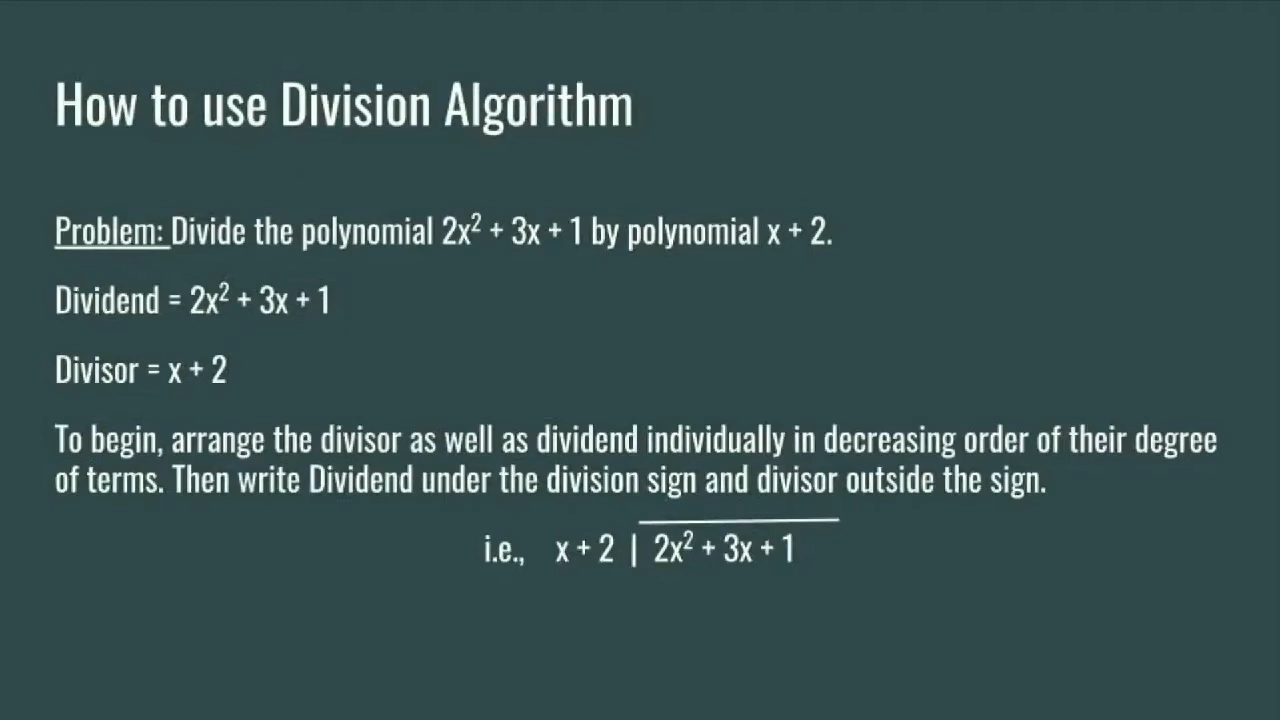 How to use Division Algorithm
Problem: Divide the polynomial 2x² + 3x + 1 by polynomial x + 2.
Dividend = 2x² + 3x + 1
Divisor = x + 2
To begin, arrange the divisor as well as dividend individually in decreasing order of their degree
of terms. Then write Dividend under the division sign and divisor outside the sign.
i.e., x + 2 | 2x² + 3x + 1